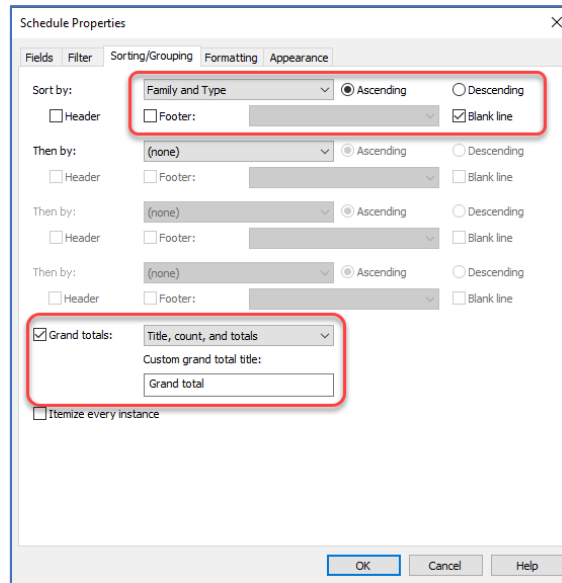 Schedule Properties
Fields Filter Sorting/Grouping Formatting Appearance
Sort by: Family and Type Ascending Descending
Header Footer: Blank line
Then by: (none) Ascending Descending
Header Footer: Blank line
Then by: (none) Ascending Descending
Header Footer: Blank line
Then by: (none) Ascending Descending
Header Footer: Blank line
Grand totals: Title, count, and totals
Custom grand total title:
Grand total
Itemize every instance
OK Cancel Help